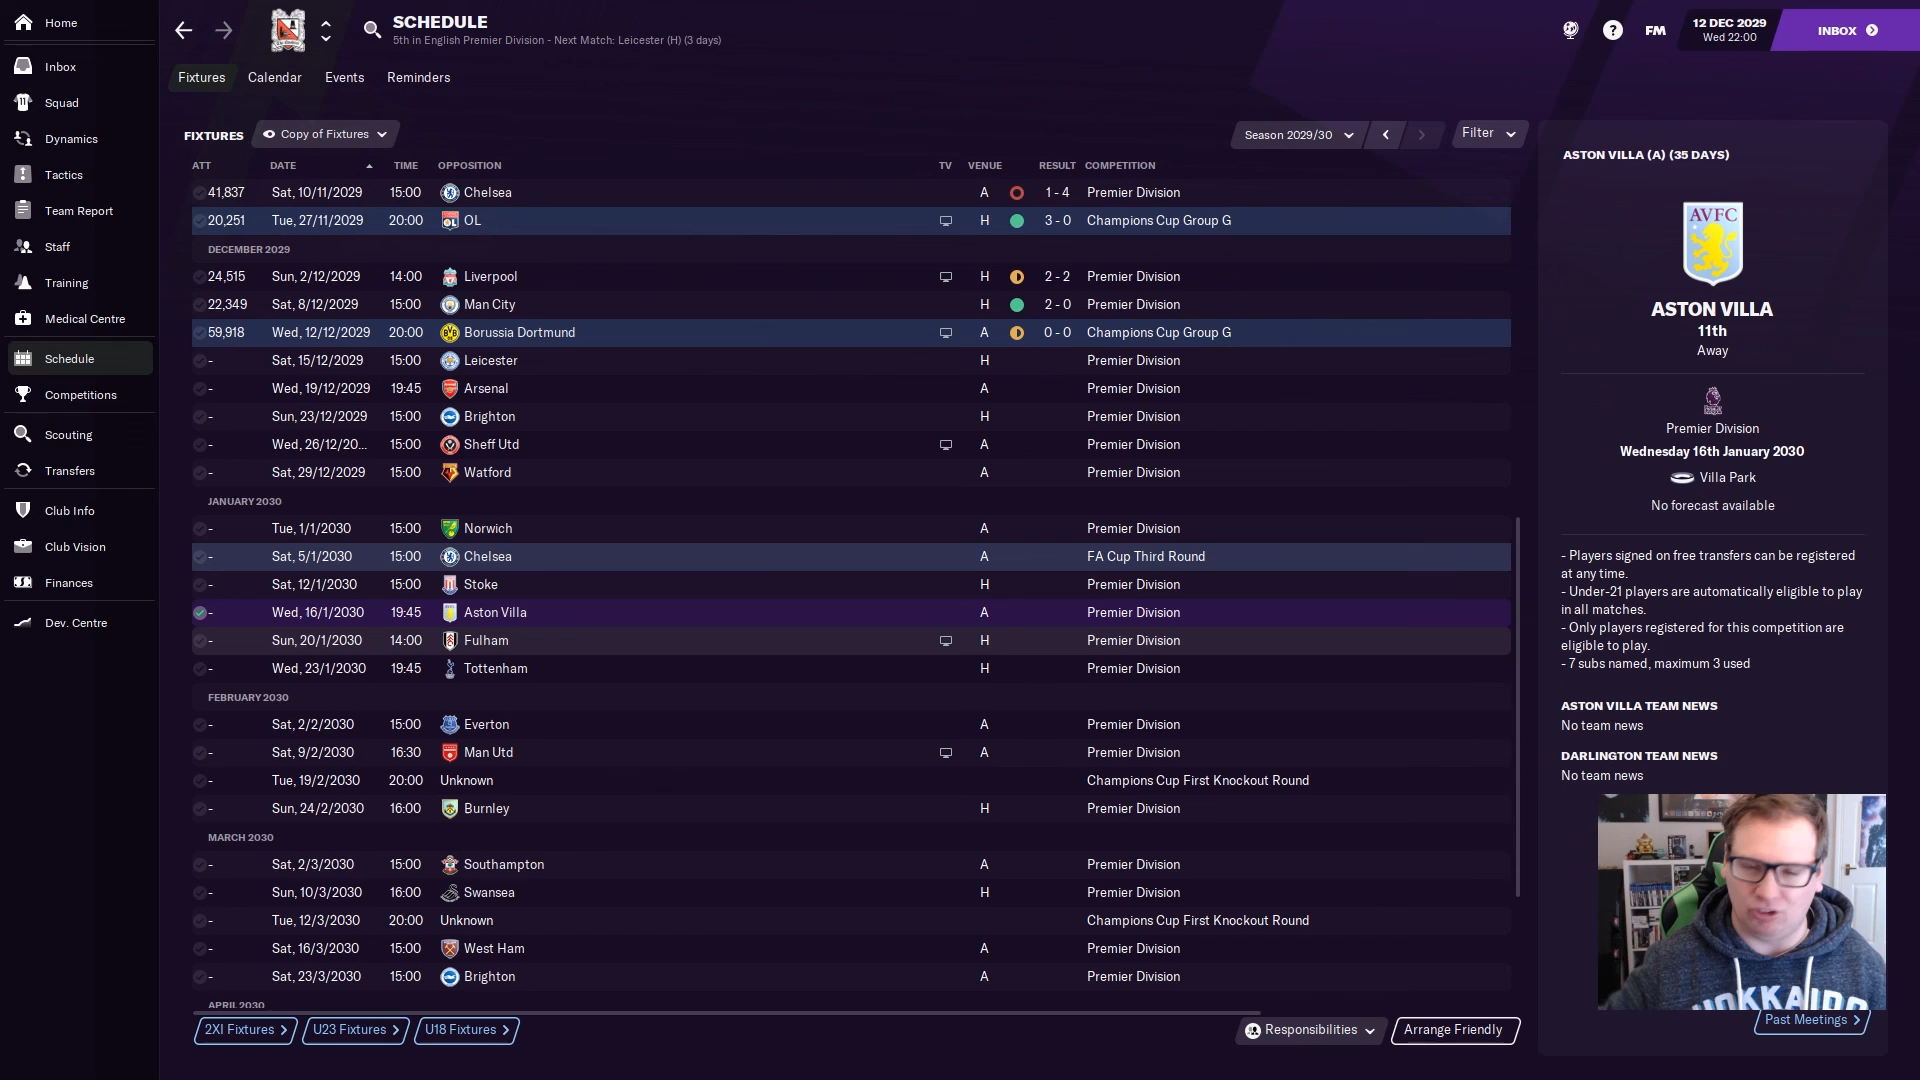 Home
Inbox
Squad
Dynamics
Tactics
Team Report
Staff
Training
Medical Centre
Schedule
Competitions
Scouting
Transfers
Club Info
Club Vision
Finances
Dev. Centre
SCHEDULE
5th in English Premier Division - Next Match: Leicester (H) (3 days)
FM
12 DEC 2029
Wed 22:00
INBOX
Fixtures Calendar Events Reminders
FIXTURES Copy of Fixtures Season 2029/30 Filter
ATT DATE TIME OPPOSITION TV VENUE RESULT COMPETITION
41,837 Sat, 10/11/2029 15:00 Chelsea A 1 - 4 Premier Division
20,251 Tue, 27/11/2029 20:00 OL H 3 - 0 Champions Cup Group G
DECEMBER 2029
24,515 Sun, 2/12/2029 14:00 Liverpool H 2 - 2 Premier Division
22,349 Sat, 8/12/2029 15:00 Man City H 2 - 0 Premier Division
59,918 Wed, 12/12/2029 20:00 Borussia Dortmund A 0 - 0 Champions Cup Group G
- Sat, 15/12/2029 15:00 Leicester H Premier Division
- Wed, 19/12/2029 19:45 Arsenal A Premier Division
- Sun, 23/12/2029 15:00 Brighton H Premier Division
- Wed, 26/12/20... 15:00 Sheff Utd A Premier Division
- Sat, 29/12/2029 15:00 Watford A Premier Division
JANUARY 2030
- Tue, 1/1/2030 15:00 Norwich A Premier Division
- Sat, 5/1/2030 15:00 Chelsea A FA Cup Third Round
- Sat, 12/1/2030 15:00 Stoke H Premier Division
- Wed, 16/1/2030 19:45 Aston Villa A Premier Division
- Sun, 20/1/2030 14:00 Fulham H Premier Division
- Wed, 23/1/2030 19:45 Tottenham H Premier Division
FEBRUARY 2030
- Sat, 2/2/2030 15:00 Everton A Premier Division
- Sat, 9/2/2030 16:30 Man Utd A Premier Division
- Tue, 19/2/2030 20:00 Unknown Champions Cup First Knockout Round
- Sun, 24/2/2030 16:00 Burnley H Premier Division
MARCH 2030
- Sat, 2/3/2030 15:00 Southampton A Premier Division
- Sun, 10/3/2030 16:00 Swansea H Premier Division
- Tue, 12/3/2030 20:00 Unknown Champions Cup First Knockout Round
- Sat, 16/3/2030 15:00 West Ham A Premier Division
- Sat, 23/3/2030 15:00 Brighton A Premier Division
APRIL 2030
2XI Fixtures U23 Fixtures U18 Fixtures Responsibilities Arrange Friendly
ASTON VILLA (A) (35 DAYS)
AVFC
ASTON VILLA
11th
Away
Premier Division
Wednesday 16th January 2030
Villa Park
No forecast available
- Players signed on free transfers can be registered
at any time.
- Under-21 players are automatically eligible to play
in all matches.
- Only players registered for this competition are
eligible to play.
- 7 subs named, maximum 3 used
ASTON VILLA TEAM NEWS
No team news
DARLINGTON TEAM NEWS
No team news
HOKKAIDO
Past Meetings